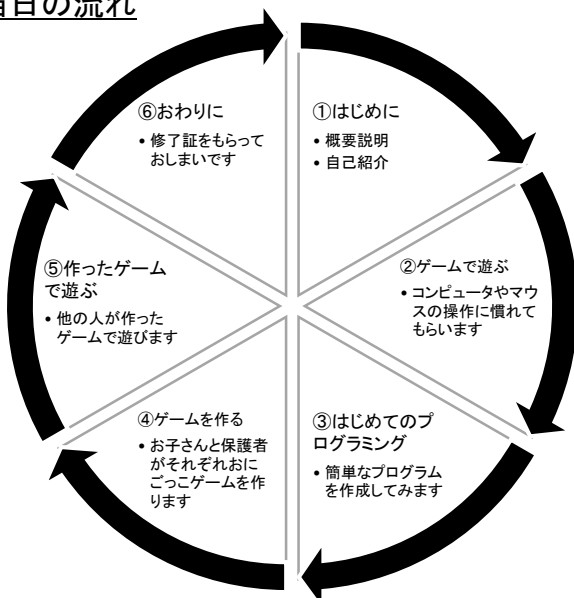 当日の流れ
①はじめに
• 概要説明
• 自己紹介
②ゲームで遊ぶ
• コンピュータやマウ
スの操作に慣れて
もらいます
③はじめてのプ
ログラミング
• 簡単なプログラム
を作成してみます
④ゲームを作る
• お子さんと保護者
がそれぞれおに
ごっこゲームを作
ります
⑤作ったゲーム
で遊ぶ
• 他の人が作った
ゲームで遊びます
⑥おわりに
• 修了証をもらって
おしまいです